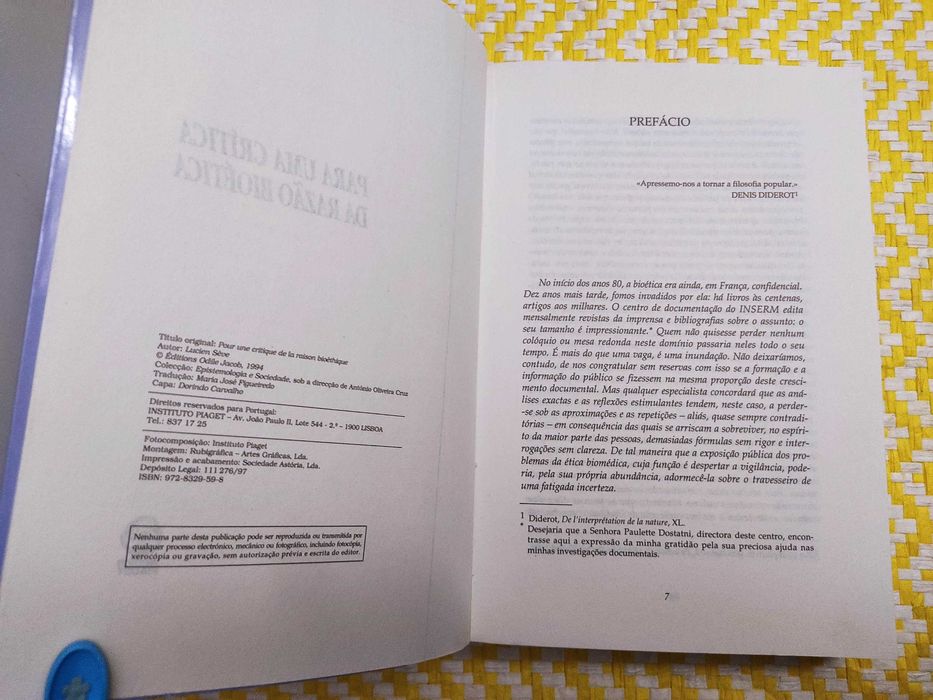 PARA UMA CRÍTICA
DA RAZÃO BIOÉTICA
Título original: Pour une critique de la raison bioéthique
Autor: Lucien Sève
© Éditions Odile Jacob, 1994
Colecção: Epistemologia e Sociedade, sob a direcção de António Oliveira Cruz
Tradução: Maria José Figueiredo
Capa: Dorindo Carvalho
Direitos reservados para Portugal:
INSTITUTO PIAGET – Av. João Paulo II, Lote 544 - 2.º – 1900 LISBOA
Tel.: 837 17 25
Fotocomposição: Instituto Piaget
Montagem: Rubigráfica – Artes Gráficas, Lda.
Impressão e acabamento: Sociedade Astória, Lda.
Depósito Legal: 111 276/97
ISBN: 972-8329-59-8
Nenhuma parte desta publicação pode ser reproduzida ou transmitida por
qualquer processo electrónico, mecânico ou fotográfico, incluindo fotocópia,
xerocópia ou gravação, sem autorização prévia e escrita do editor.
PREFÁCIO
«Apressemo-nos a tornar a filosofia popular.»
DENIS DIDEROT¹
No início dos anos 80, a bioética era ainda, em França, confidencial.
Dez anos mais tarde, fomos invadidos por ela: há livros às centenas,
artigos aos milhares. O centro de documentação do INSERM edita
mensalmente revistas da imprensa e bibliografias sobre o assunto: o
seu tamanho é impressionante.* Quem não quisesse perder nenhum
colóquio ou mesa redonda neste domínio passaria neles todo o seu
tempo. É mais do que uma vaga, é uma inundação. Não deixaríamos,
contudo, de nos congratular sem reservas com isso se a formação e a
informação do público se fizessem na mesma proporção deste cresci-
mento documental. Mas qualquer especialista concordará que as aná-
lises exactas e as reflexões estimulantes tendem, neste caso, a perder-
-se sob as aproximações e as repetições – aliás, quase sempre contradi-
tórias – em consequência das quais se arriscam a sobreviver, no espíri-
to da maior parte das pessoas, demasiadas fórmulas sem rigor e inter-
rogações sem clareza. De tal maneira que a exposição pública dos pro-
blemas da ética biomédica, cuja função é despertar a vigilância, pode-
ria, pela sua própria abundância, adormecê-la sobre o travesseiro de
uma fatigada incerteza.
1 Diderot, De l'interprétation de la nature, XL.
* Desejaria que a Senhora Paulette Dostatni, directora deste centro, encon-
trasse aqui a expressão da minha gratidão pela sua preciosa ajuda nas
minhas investigações documentais.
7